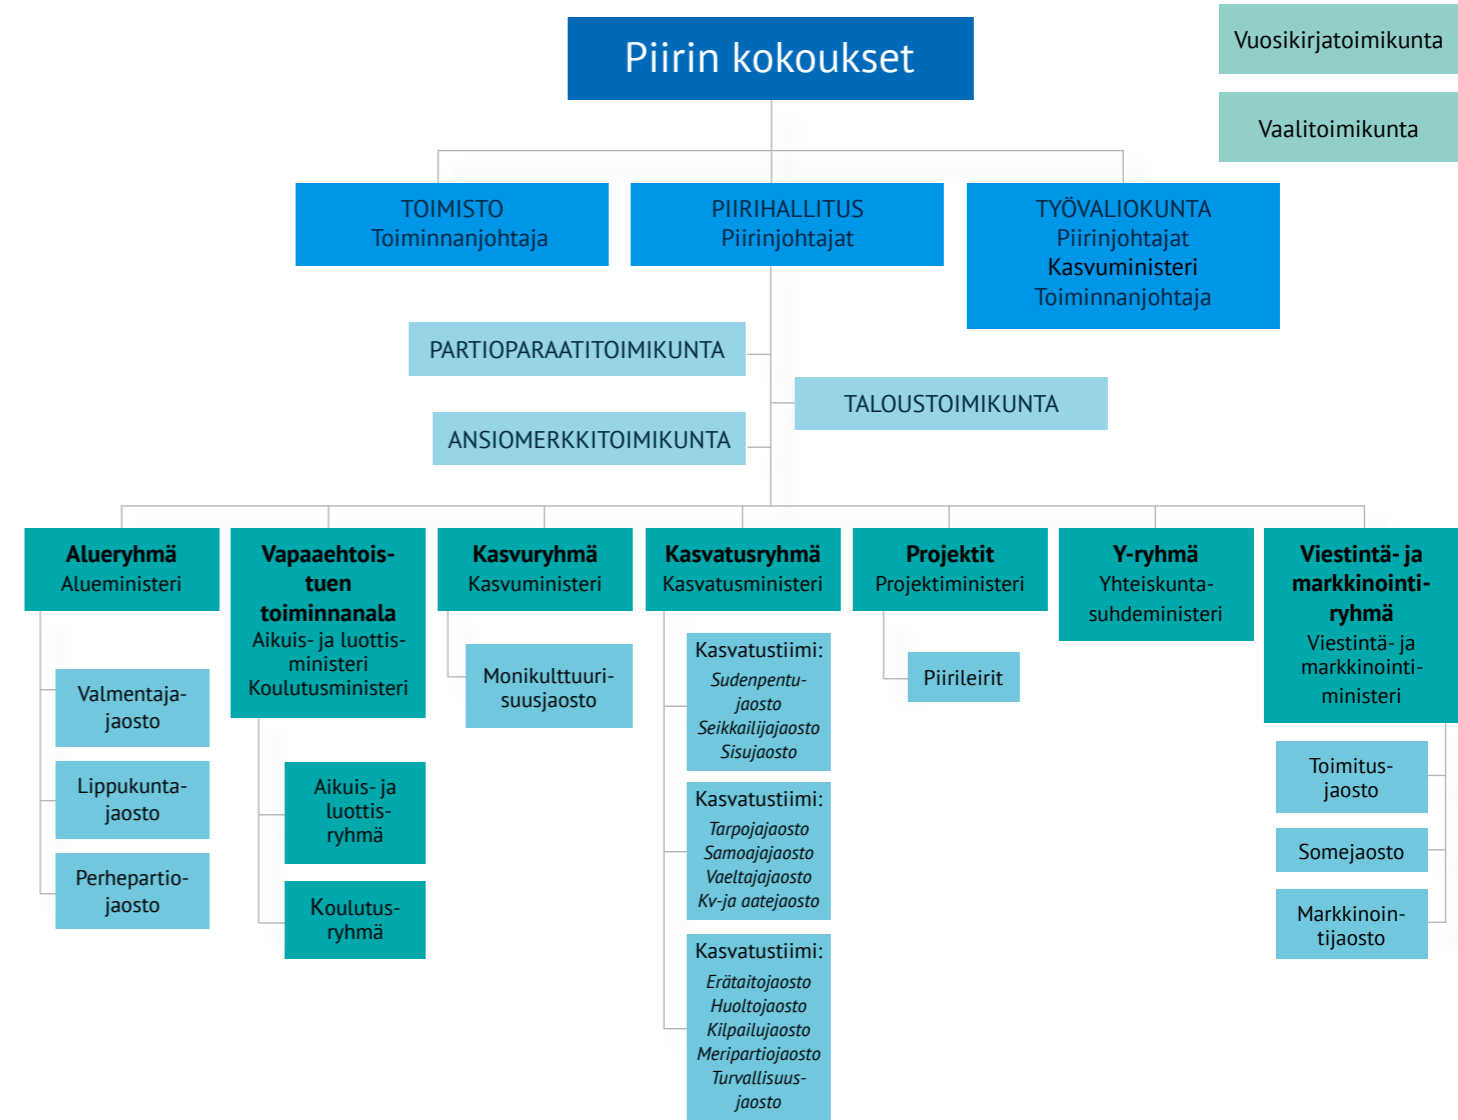 Piirin kokoukset
Vuosikirjatoimikunta
Vaalitoimikunta
TOIMISTO
Toiminnanjohtaja
PIIRIHALLITUS
Piirinjohtajat
TYÖVALIOKUNTA
Piirinjohtajat
Kasvuministeri
Toiminnanjohtaja
PARTIOPARAATITOIMIKUNTA
TALOUSTOIMIKUNTA
ANSIOMERKKITOIMIKUNTA
Alueryhmä
Alueministeri
Valmentaja-
jaosto
Lippukunta-
jaosto
Perhepartio-
jaosto
Vapaaehtois-
tuen
toiminnanala
Aikuis- ja luottis-
ministeri
Koulutusministeri
Aikuis- ja
luottis-
ryhmä
Koulutus-
ryhmä
Kasvuryhmä
Kasvuministeri
Monikulttuuri-
suusjaosto
Kasvatusryhmä
Kasvatusministeri
Kasvatustiimi:
Sudenpentu-
jaosto
Seikkailijajaosto
Sisujaosto
Kasvatustiimi:
Tarpojajaosto
Samoajajaosto
Vaeltajajaosto
Kv-ja aatejaosto
Kasvatustiimi:
Erätaitojaosto
Huoltojaosto
Kilpailujaosto
Meripartiojaosto
Turvallisuus-
jaosto
Projektit
Projektiministeri
Piirileirit
Y-ryhmä
Yhteiskunta-
suhdeministeri
Viestintä- ja
markkinointi-
ryhmä
Viestintä- ja
markkinointi-
ministeri
Toimitus-
jaosto
Somejaosto
Markkinoin-
tijaosto